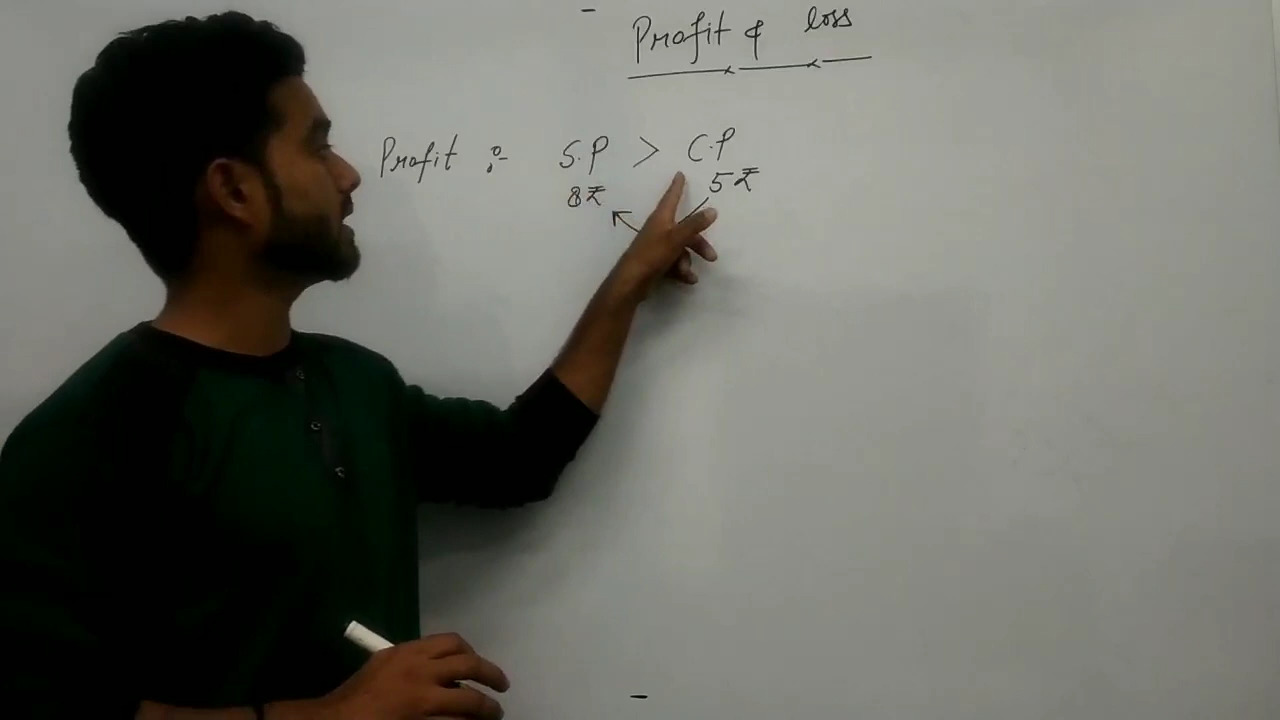 Profit & loss
Profit :- S.P > C.P
8₹ 5₹